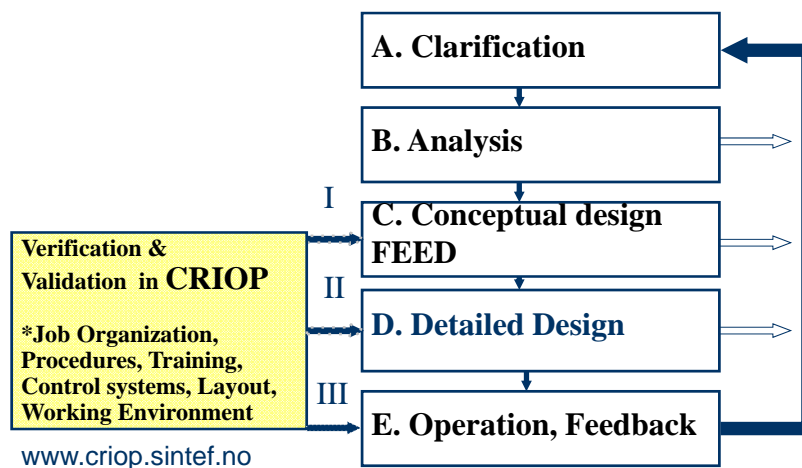 A. Clarification
B. Analysis
I
C. Conceptual design
FEED
Verification &
Validation in CRIOP
*Job Organization,
Procedures, Training,
Control systems, Layout,
Working Environment
II
D. Detailed Design
III
E. Operation, Feedback
www.criop.sintef.no